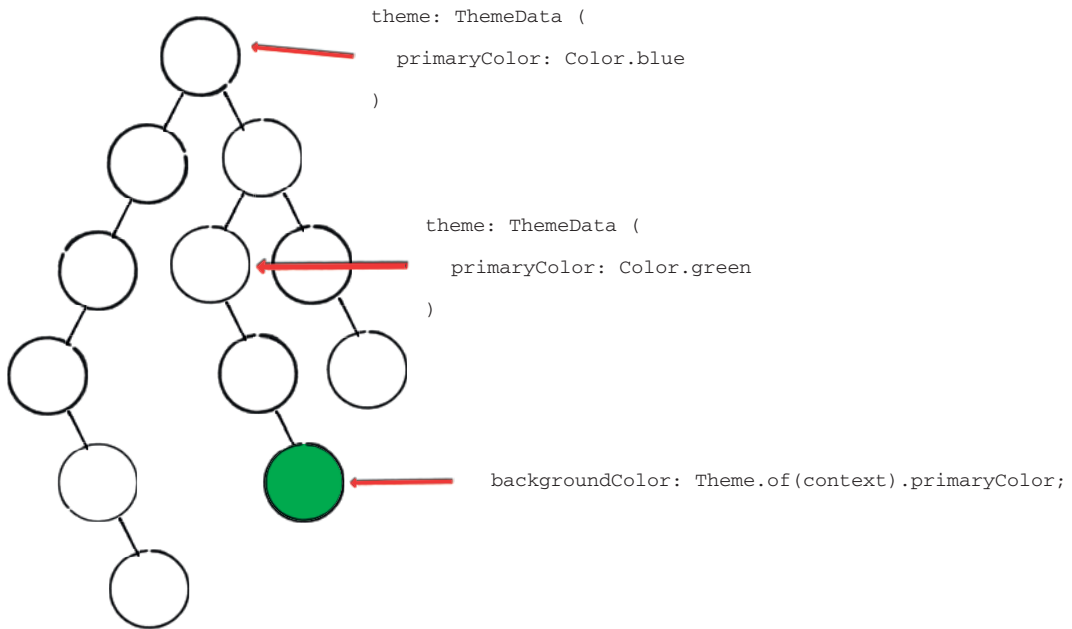 theme: ThemeData (
primaryColor: Color.blue
)
theme: ThemeData (
primaryColor: Color.green
)
backgroundColor: Theme.of(context).primaryColor;